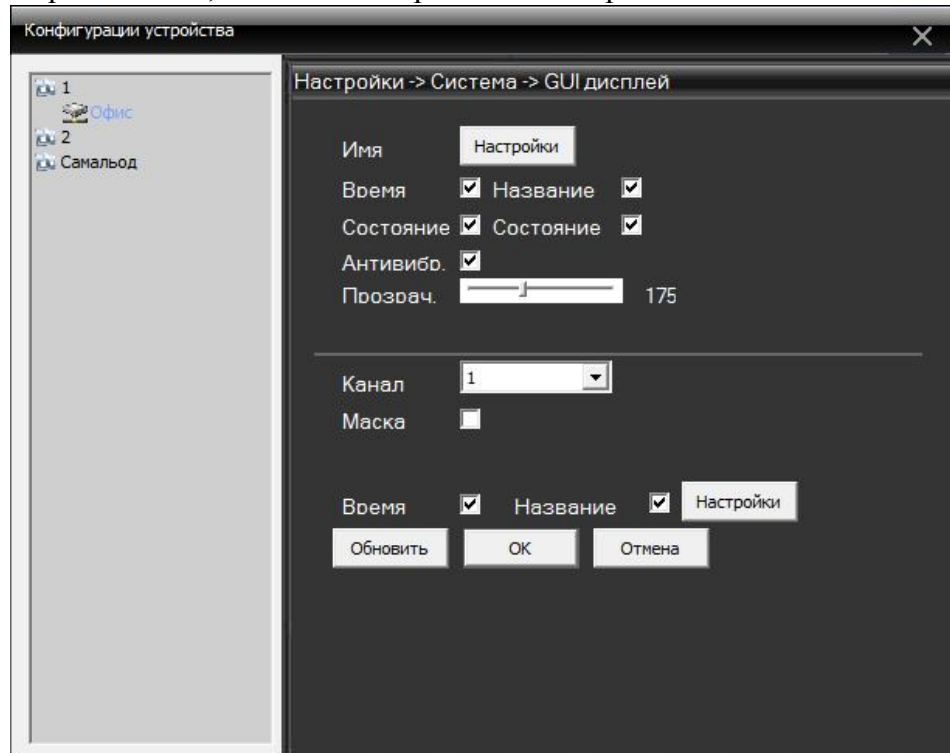 Конфигурации устройства
1
Офис
2
Самальод
Настройки -> Система -> GUI дисплей
Имя Настройки
Время Название
Состояние Состояние
Антивибр.
Прозрач. 175
Канал 1
Маска
Время Название Настройки
Обновить OK Отмена